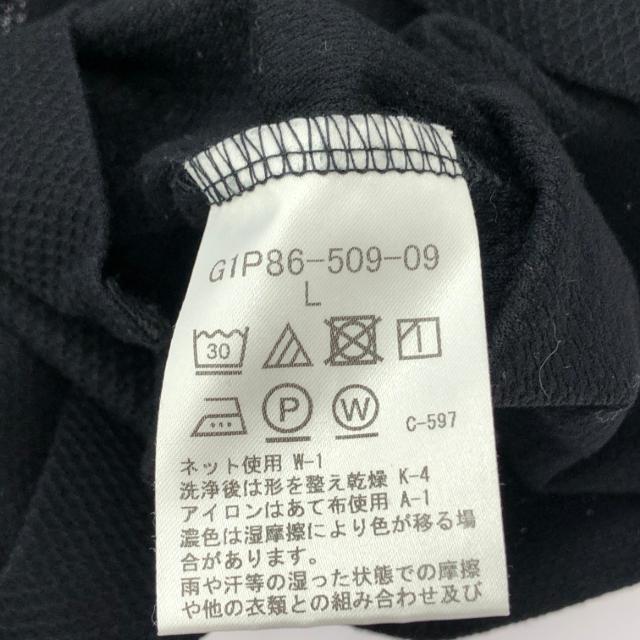 G1P86-509-09
L
30
P W C-597
ネット使用 W-1
洗浄後は形を整え乾燥 K-4
アイロンはあて布使用 A-1
濃色は湿摩擦により色が移る場
合があります。
雨や汗等の湿った状態での摩擦
や他の衣類との組み合わせ及び